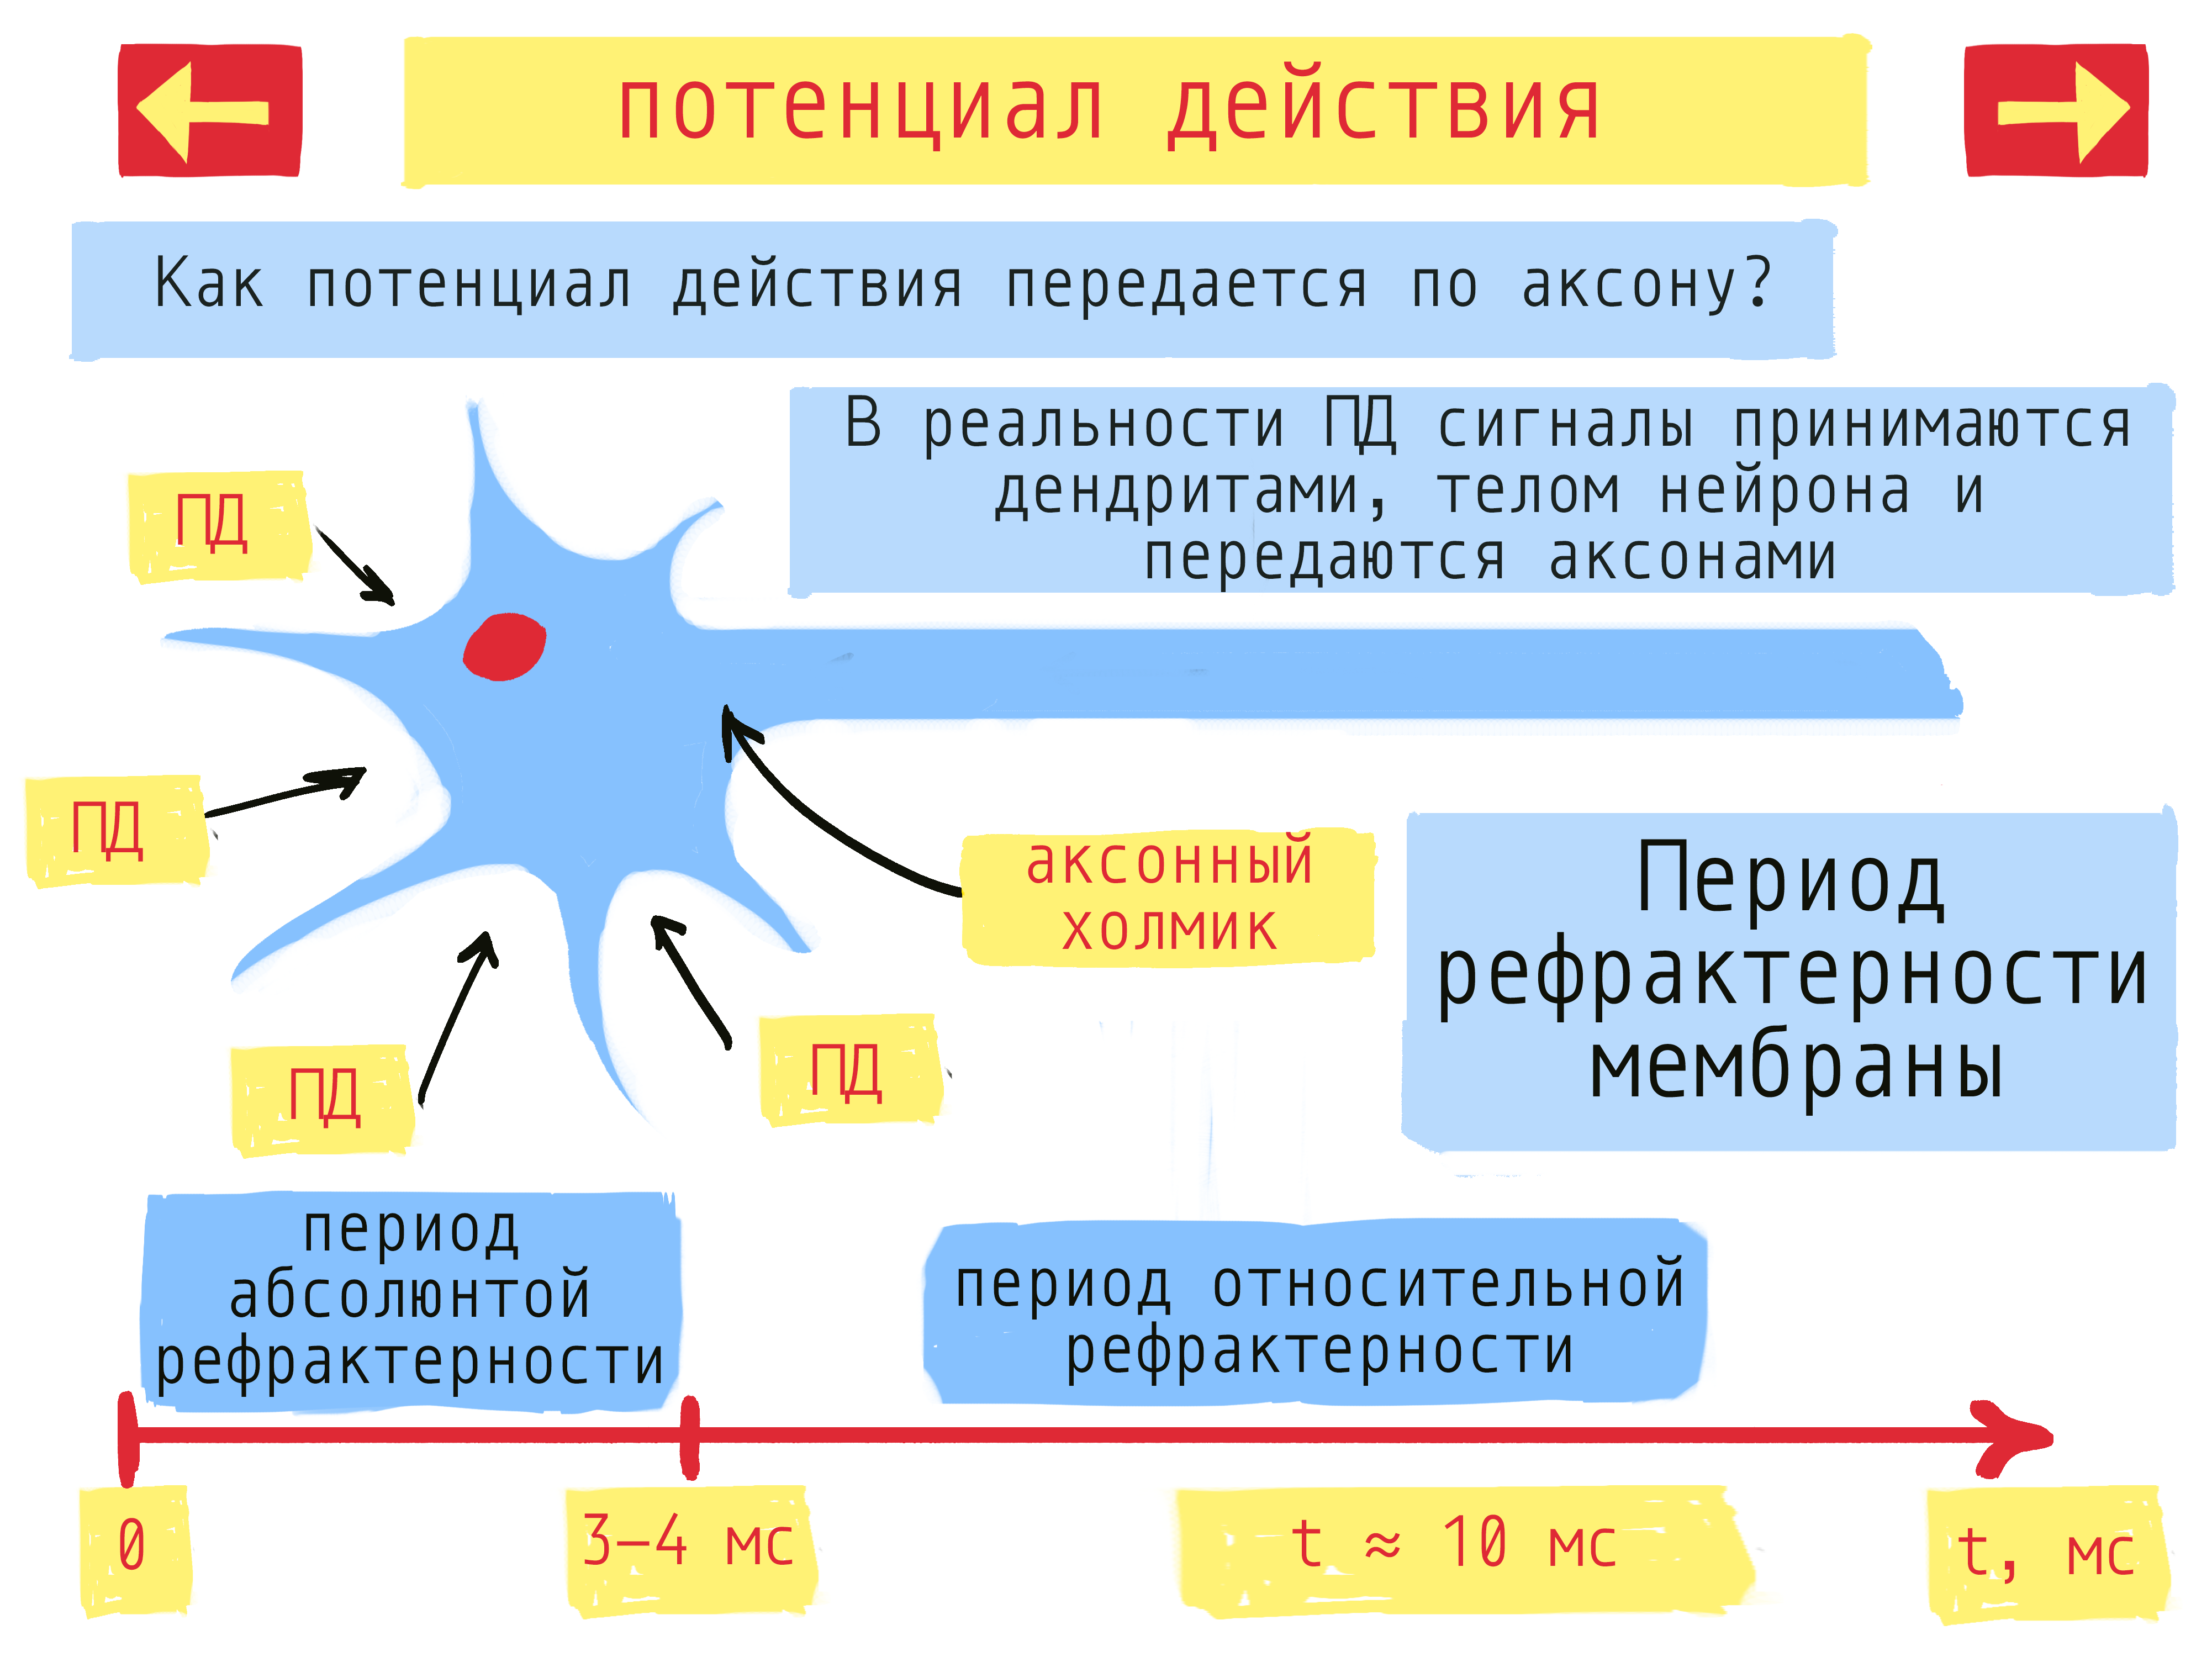 потенциал действия
Как потенциал действия передается по аксону?
В реальности ПД сигналы принимаются
дендритами, телом нейрона и
передаются аксонами
ПД
ПД
аксонный
холмик
Период
рефрактерности
мембраны
ПД
ПД
период
абсолюнтой
рефрактерности
период относительной
рефрактерности
0
3–4 мс
t ≈ 10 мс
t, мс